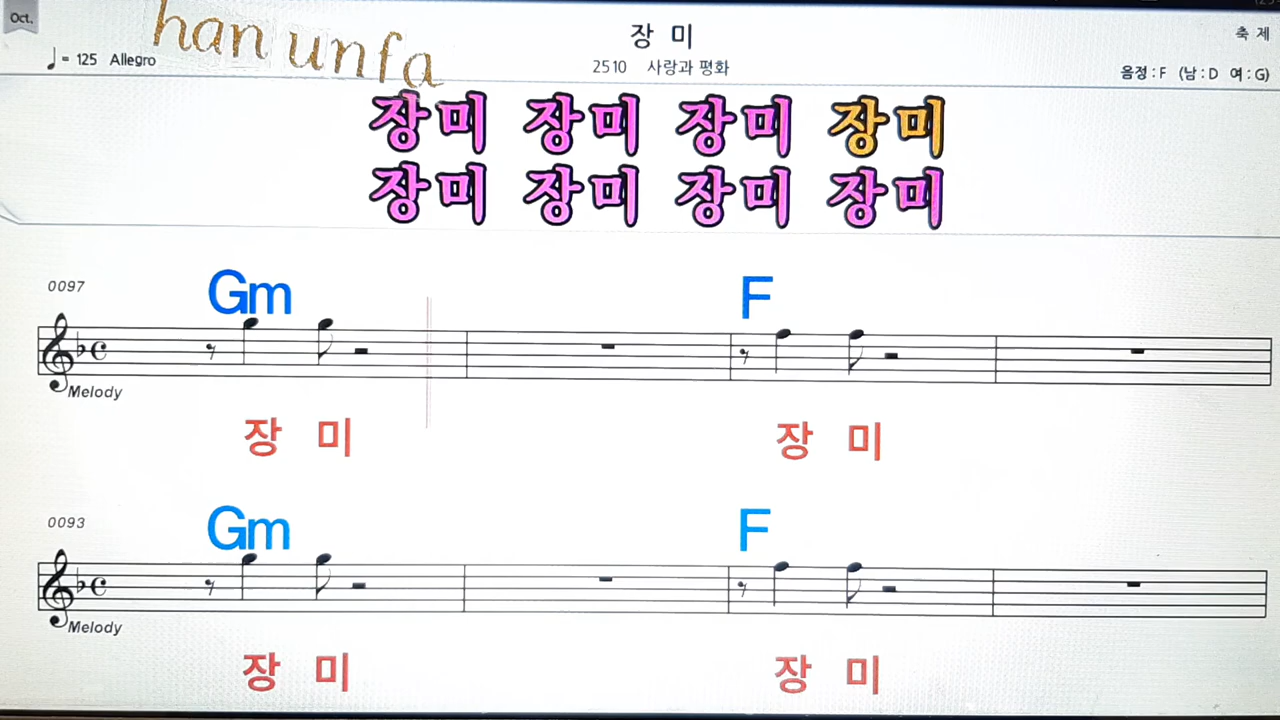 Oct.
han unfa
장 미
축 제
♩= 125 Allegro
2510 사랑과 평화
음정 : F (남 : D 여 : G)
장미 장미 장미 장미
장미 장미 장미 장미
0097
Gm F
Melody
장 미 장 미
0093
Gm F
Melody
장 미 장 미